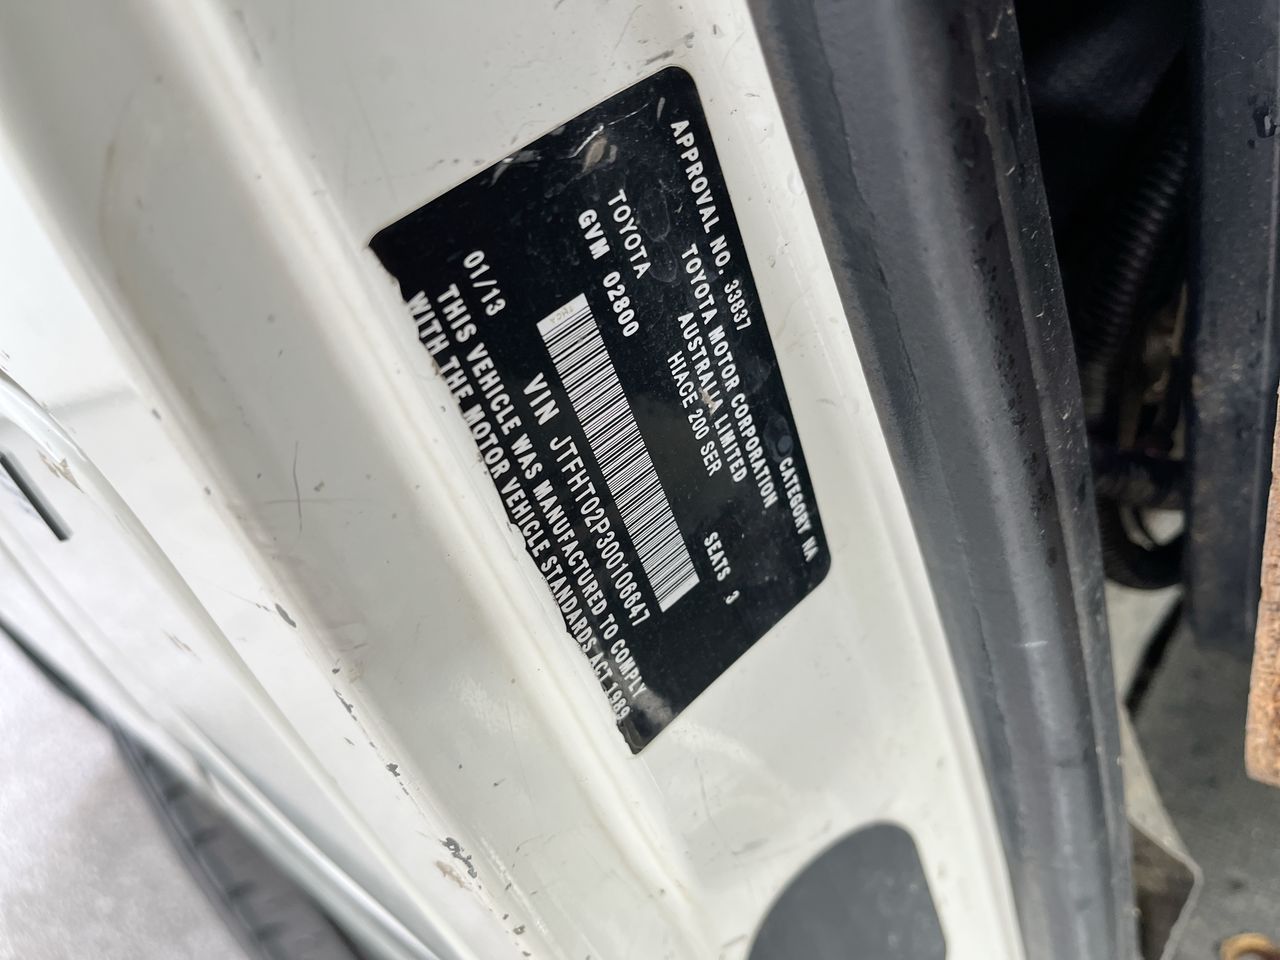 APPROVAL NO. 33837 CATEGORY NA
TOYOTA MOTOR CORPORATION
AUSTRALIA LIMITED
TOYOTA HIACE 200 SER
GVM 02800 SEATS 3
VIN JTFHT02P300106647
01/13
THIS VEHICLE WAS MANUFACTURED TO COMPLY
WITH THE MOTOR VEHICLE STANDARDS ACT 1989